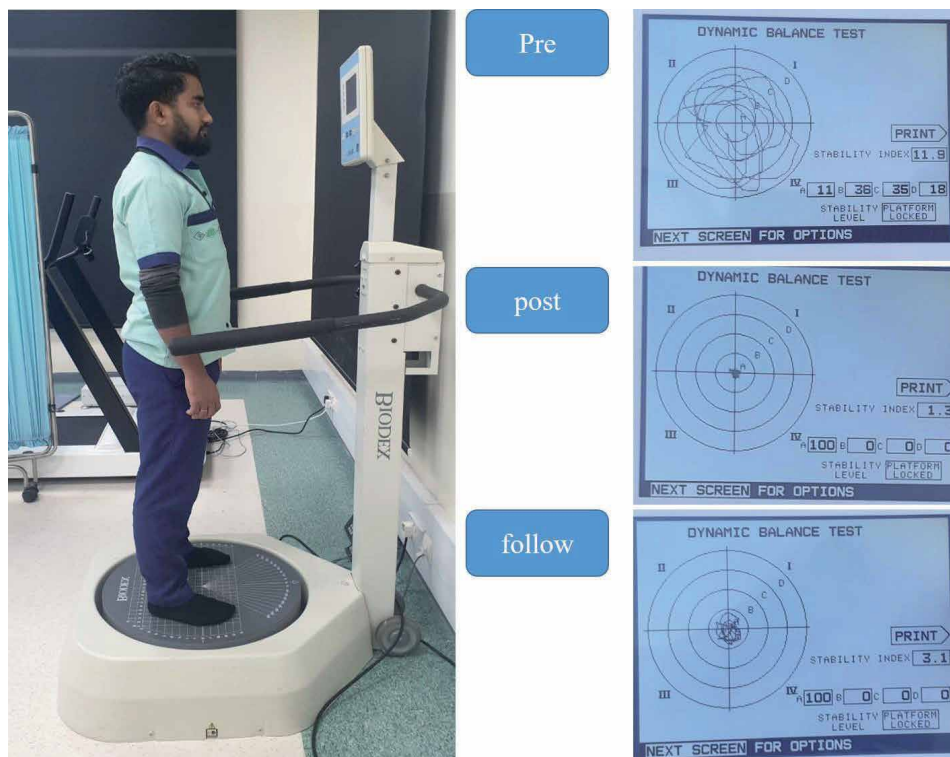 Pre
DYNAMIC BALANCE TEST
II
I
D
C
B
A
PRINT
STABILITY INDEX 11.9
III
IV A 11 B 36 C 35 D 18
STABILITY LEVEL PLATFORM LOCKED
NEXT SCREEN FOR OPTIONS
post
DYNAMIC BALANCE TEST
II
I
D
C
B
A
PRINT
STABILITY INDEX 1.3
III
IV A 100 B 0 C 0 D 0
STABILITY LEVEL PLATFORM LOCKED
NEXT SCREEN FOR OPTIONS
follow
DYNAMIC BALANCE TEST
II
I
D
C
B
PRINT
STABILITY INDEX 3.1
III
IV A 100 B 0 C 0 D 0
STABILITY LEVEL PLATFORM LOCKED
NEXT SCREEN FOR OPTIONS
BIODEX
BIODEX